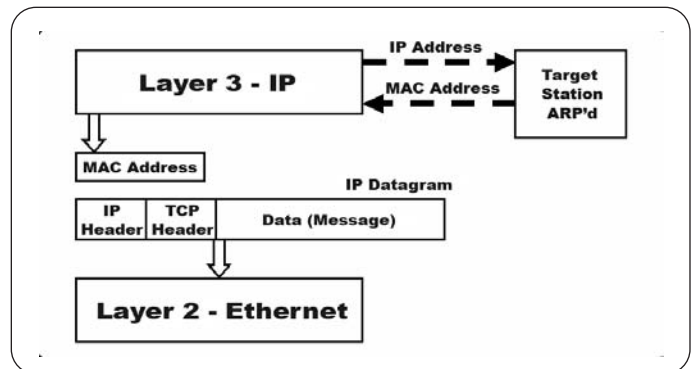 IP Address
Layer 3 - IP
MAC Address
Target
Station
ARP'd
MAC Address
IP Datagram
IP
Header
TCP
Header
Data (Message)
Layer 2 - Ethernet